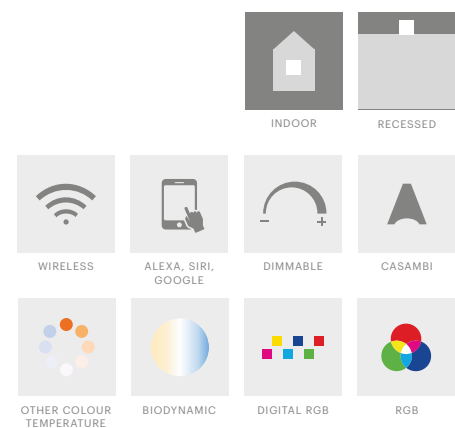 INDOOR
RECESSED
WIRELESS
ALEXA, SIRI,
GOOGLE
DIMMABLE
CASAMBI
OTHER COLOUR
TEMPERATURE
BIODYNAMIC
DIGITAL RGB
RGB